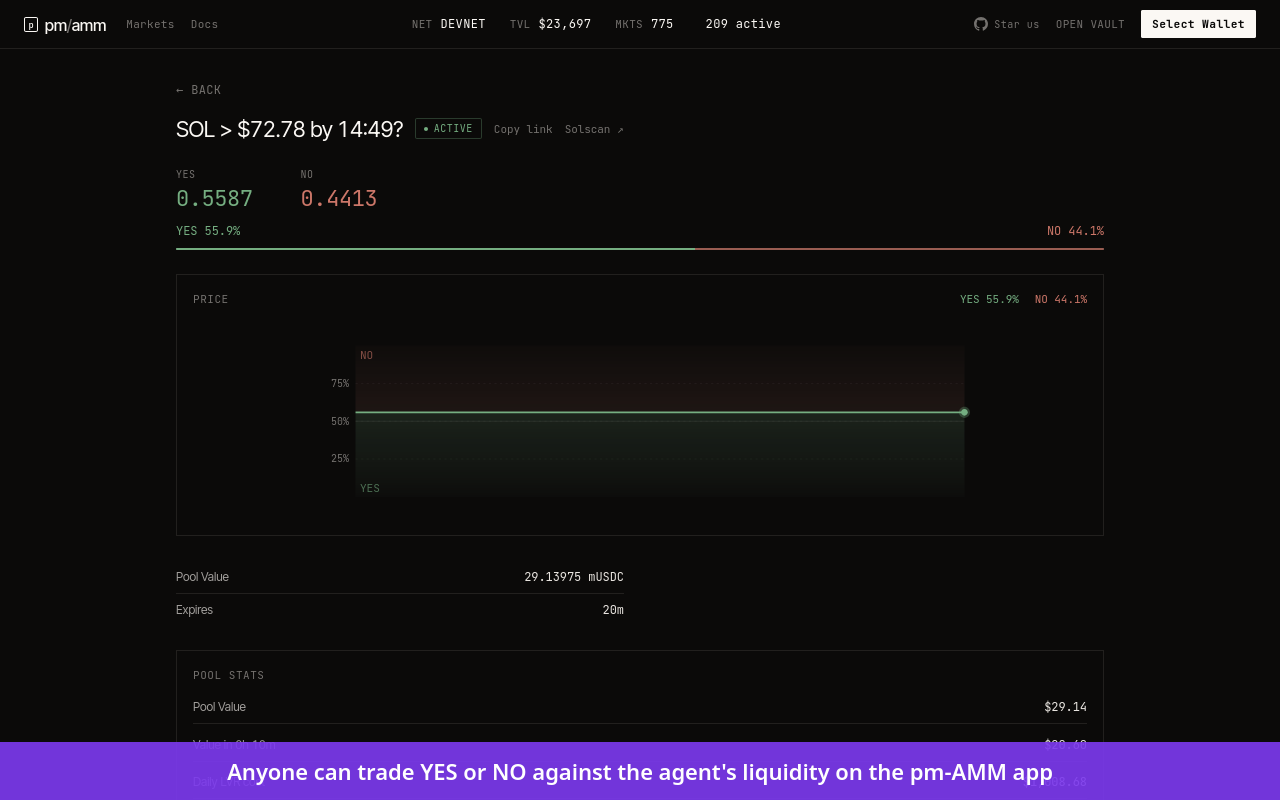 p pm/amm Markets Docs NET DEVNET TVL $23,697 MKTS 775 209 active Star us OPEN VAULT Select Wallet
← BACK
SOL > $72.78 by 14:49? • ACTIVE Copy link Solscan ↗
YES NO
0.5587 0.4413
YES 55.9% NO 44.1%
PRICE YES 55.9% NO 44.1%
NO
75%
50%
25%
YES
Pool Value 29.13975 mUSDC
Expires 20m
POOL STATS
Pool Value $29.14
Value in 0h 10m
Anyone can trade YES or NO against the agent's liquidity on the pm-AMM app